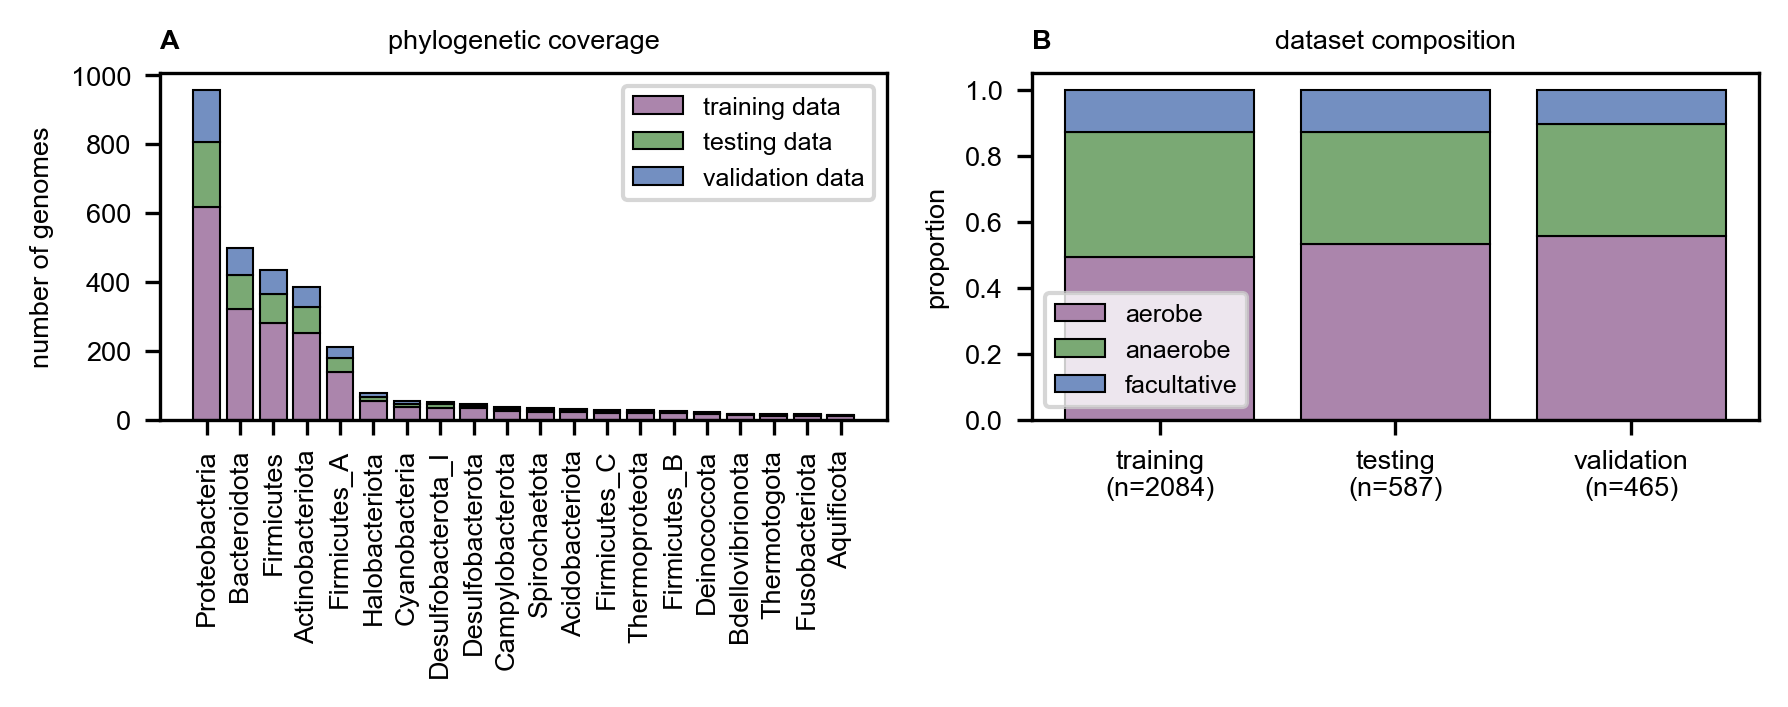 A
phylogenetic coverage
number of genomes
1000
800
600
400
200
0
training data
testing data
validation data
Proteobacteria
Bacteroidota
Firmicutes
Actinobacteriota
Firmicutes_A
Halobacteriota
Cyanobacteria
Desulfobacterota_I
Desulfobacterota
Campylobacterota
Spirochaetota
Acidobacteriota
Firmicutes_C
Thermoproteota
Firmicutes_B
Deinococcota
Bdellovibrionota
Thermotogota
Fusobacteriota
Aquificota
B
dataset composition
proportion
1.0
0.8
0.6
0.4
0.2
0.0
aerobe
anaerobe
facultative
training
(n=2084)
testing
(n=587)
validation
(n=465)